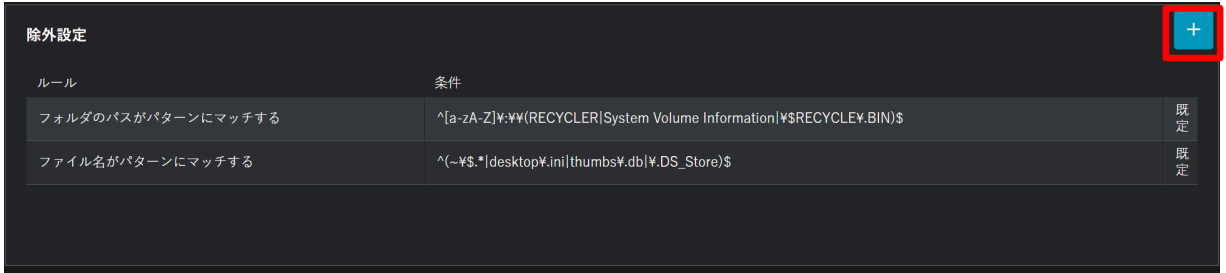 除外設定
+
ルール 条件
フォルダのパスがパターンにマッチする ^[a-zA-Z]¥:¥¥(RECYCLER|System Volume Information|¥$RECYCLE¥.BIN)$ 既
定
ファイル名がパターンにマッチする ^(~¥$.*|desktop¥.ini|thumbs¥.db|¥.DS_Store)$ 既
定